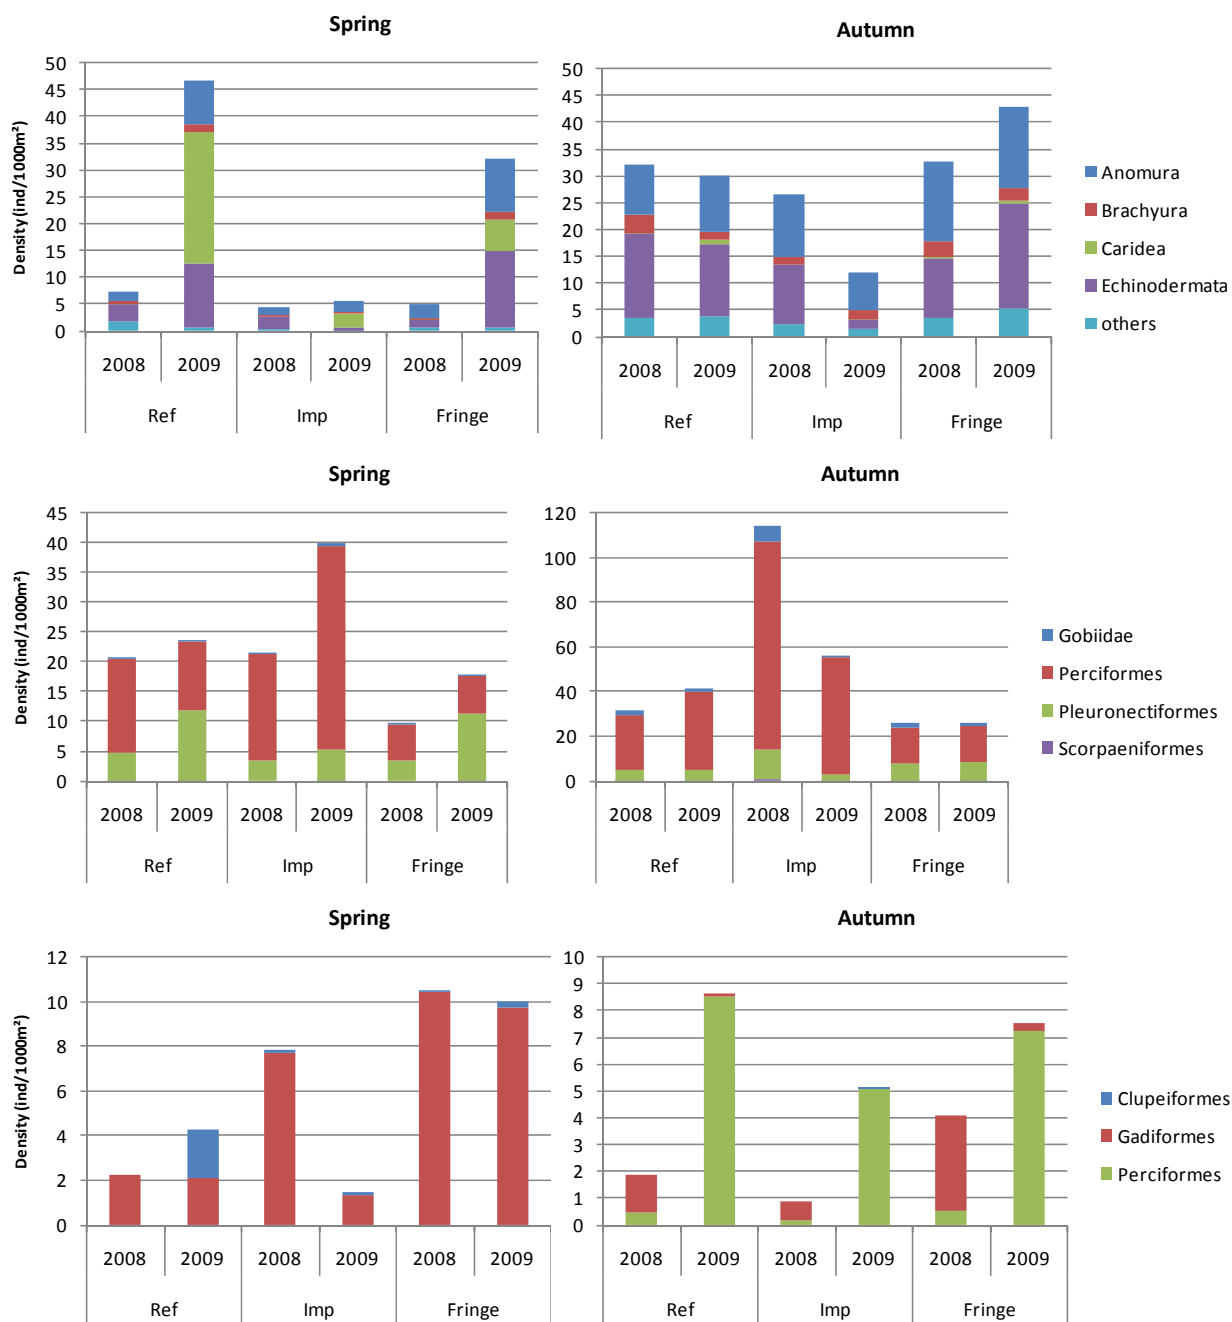 Spring
Density (ind/1000m²)
50
45
40
35
30
25
20
15
10
5
0
2008 2009 2008 2009 2008 2009
Ref Imp Fringe
Autumn
50
45
40
35
30
25
20
15
10
5
0
2008 2009 2008 2009 2008 2009
Ref Imp Fringe
Anomura
Brachyura
Caridea
Echinodermata
others
Spring
Density (ind/1000m²)
45
40
35
30
25
20
15
10
5
0
2008 2009 2008 2009 2008 2009
Ref Imp Fringe
Autumn
120
100
80
60
40
20
0
2008 2009 2008 2009 2008 2009
Ref Imp Fringe
Gobiidae
Perciformes
Pleuronectiformes
Scorpaeniformes
Spring
Density (ind/1000m²)
12
10
8
6
4
2
0
2008 2009 2008 2009 2008 2009
Ref Imp Fringe
Autumn
10
9
8
7
6
5
4
3
2
1
0
2008 2009 2008 2009 2008 2009
Ref Imp Fringe
Clupeiformes
Gadiformes
Perciformes